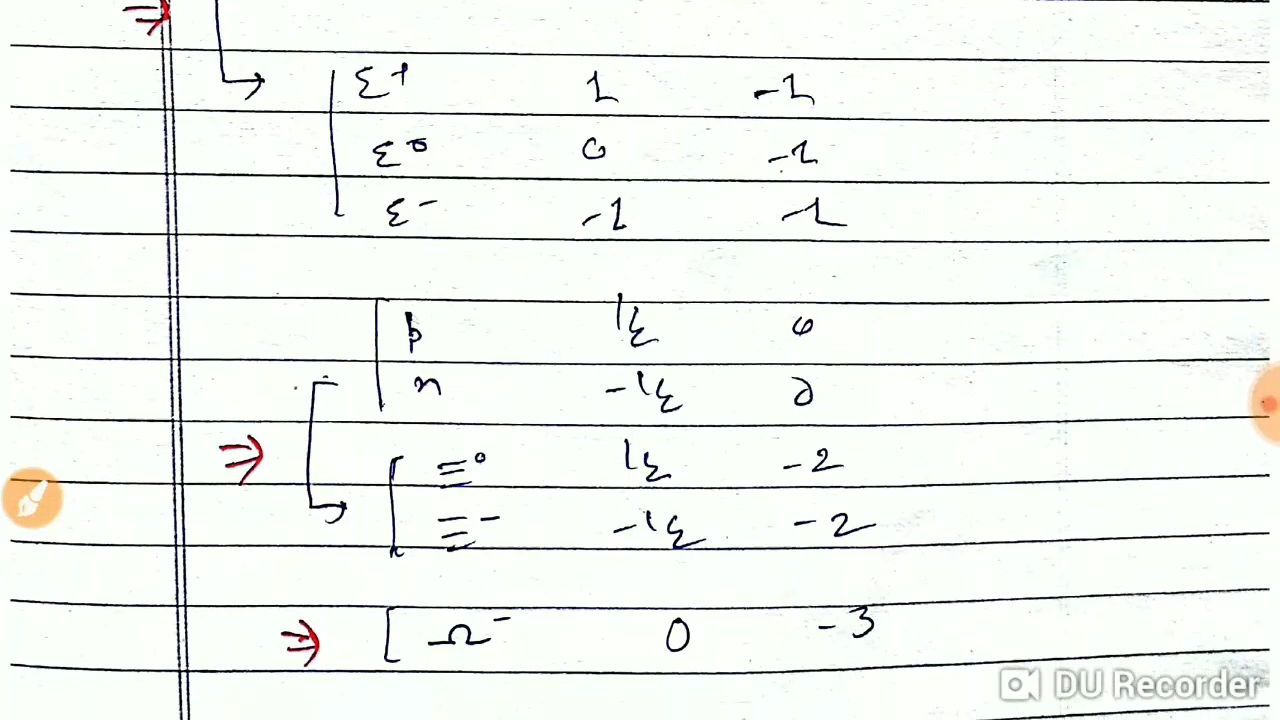 Σ+ 1 -1
Σ0 0 -1
Σ- -1 -1
p 1/2 0
n -1/2 0
Ξ° 1/2 -2
Ξ- -1/2 -2
Ω- 0 -3
DU Recorder